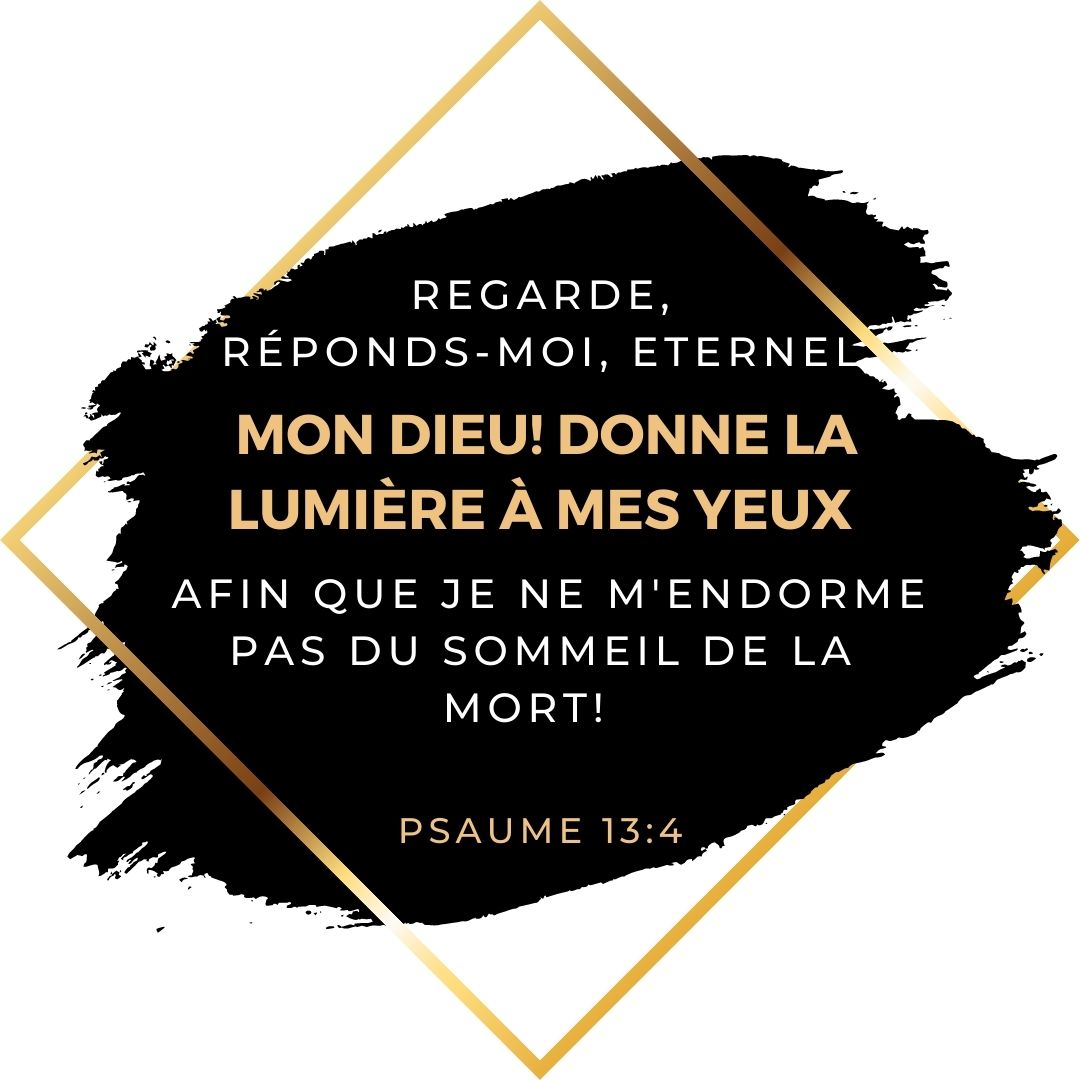 REGARDE,
RÉPONDS-MOI, ETERNEL
MON DIEU! DONNE LA
LUMIÈRE À MES YEUX
AFIN QUE JE NE M'ENDORME
PAS DU SOMMEIL DE LA
MORT!
PSAUME 13:4